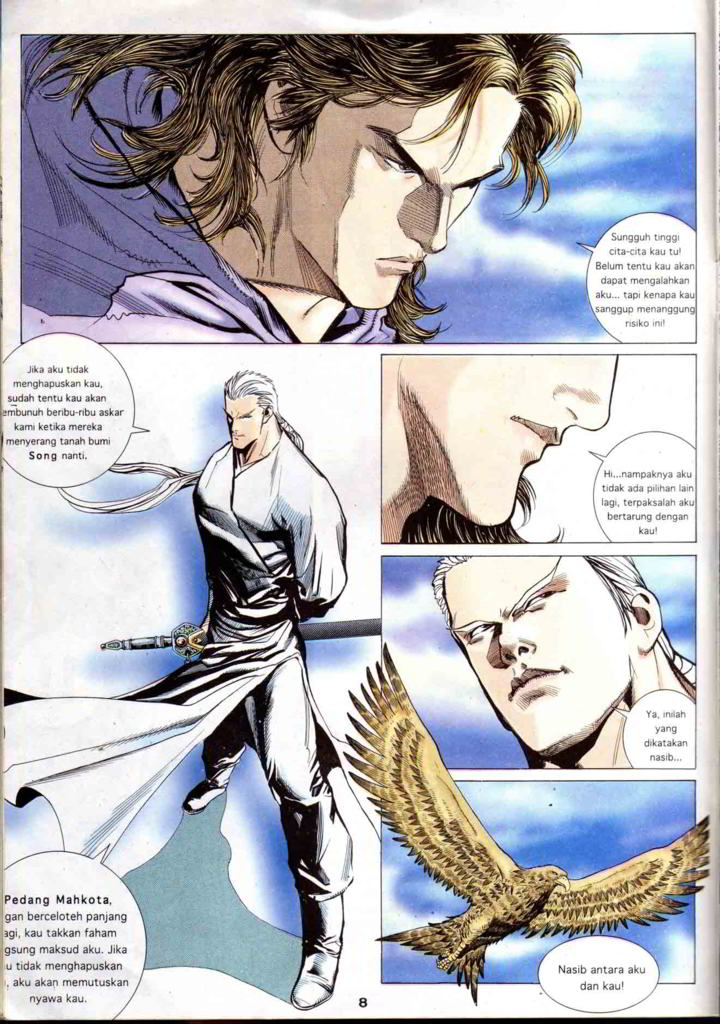 Sungguh tinggi
cita-cita kau tu!
Belum tentu kau akan
dapat mengalahkan
aku... tapi kenapa kau
sanggup menanggung
risiko ini!
Jika aku tidak
menghapuskan kau,
sudah tentu kau akan
embunuh beribu-ribu askar
kami ketika mereka
menyerang tanah bumi
Song nanti.
Hi...nampaknya aku
tidak ada pilihan lain
lagi, terpaksalah aku
bertarung dengan
kau!
Ya, inilah
yang
dikatakan
nasib...
Pedang Mahkota,
gan berceloteh panjang
agi, kau takkan faham
gsung maksud aku. Jika
u tidak menghapuskan
, aku akan memutuskan
nyawa kau.
Nasib antara aku
dan kau!
8